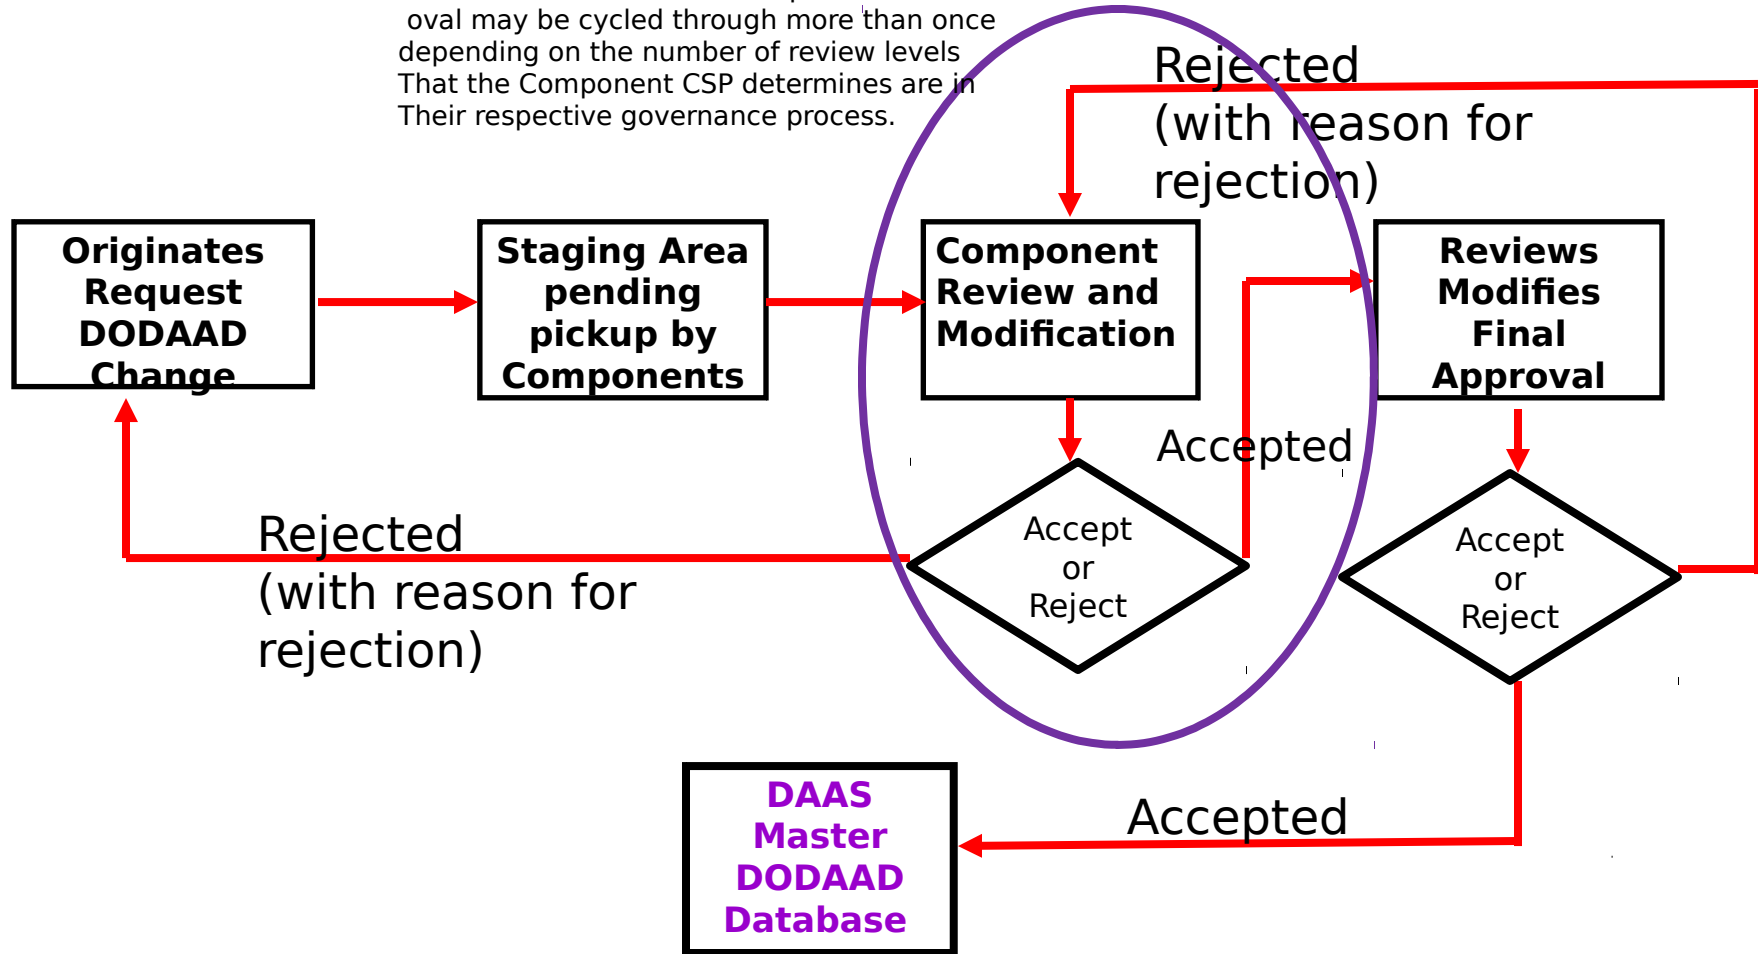 oval may be cycled through more than once
depending on the number of review levels
That the Component CSP determines are in
Their respective governance process.
Rejected
(with reason for
rejection)
Originates
Request
DODAAD
Change
Staging Area
pending
pickup by
Components
Component
Review and
Modification
Reviews
Modifies
Final
Approval
Accepted
Accept
or
Reject
Accept
or
Reject
Rejected
(with reason for
rejection)
DAAS
Master
DODAAD
Database
Accepted